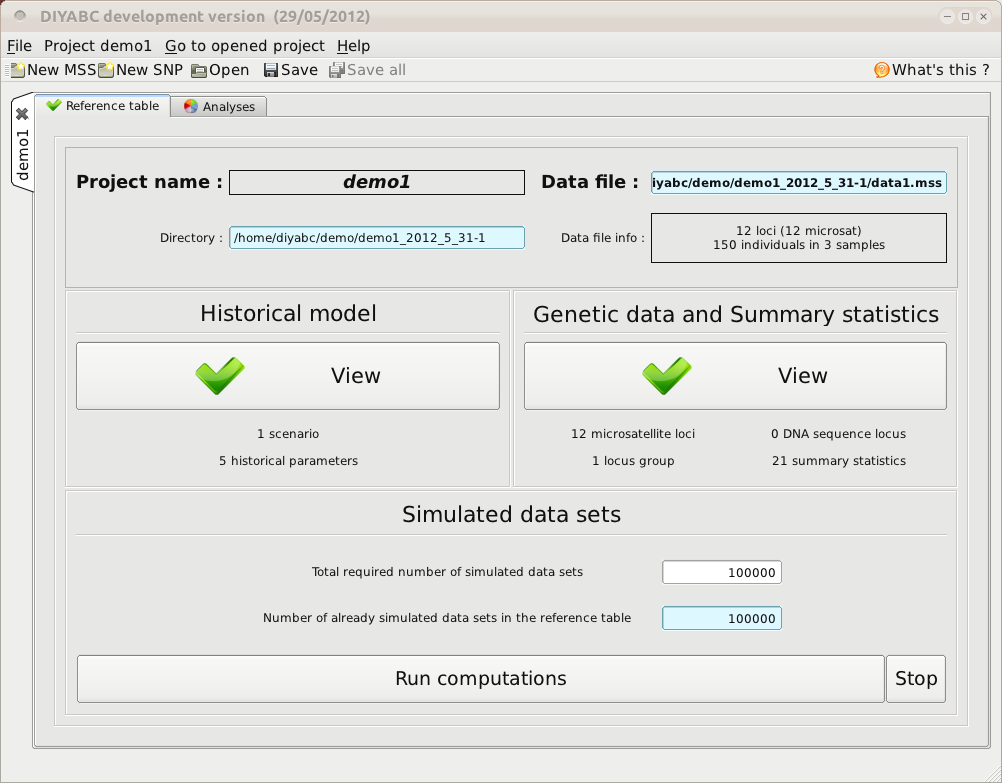 DIYABC development version (29/05/2012)
File Project demo1 Go to opened project Help
New MSS New SNP Open Save Save all What's this ?
demo1
Reference table Analyses
Project name : demo1 Data file : iyabc/demo/demo1_2012_5_31-1/data1.mss
Directory : /home/diyabc/demo/demo1_2012_5_31-1 Data file info : 12 loci (12 microsat)
150 individuals in 3 samples
Historical model Genetic data and Summary statistics
View View
1 scenario 12 microsatellite loci 0 DNA sequence locus
5 historical parameters 1 locus group 21 summary statistics
Simulated data sets
Total required number of simulated data sets 100000
Number of already simulated data sets in the reference table 100000
Run computations Stop